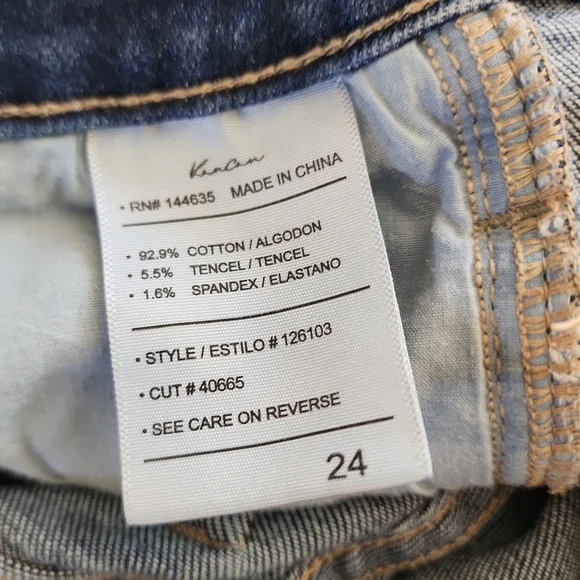 KanCan
• RN# 144635 MADE IN CHINA
• 92.9% COTTON / ALGODON
• 5.5% TENCEL / TENCEL
• 1.6% SPANDEX / ELASTANO
• STYLE / ESTILO # 126103
• CUT # 40665
• SEE CARE ON REVERSE
24